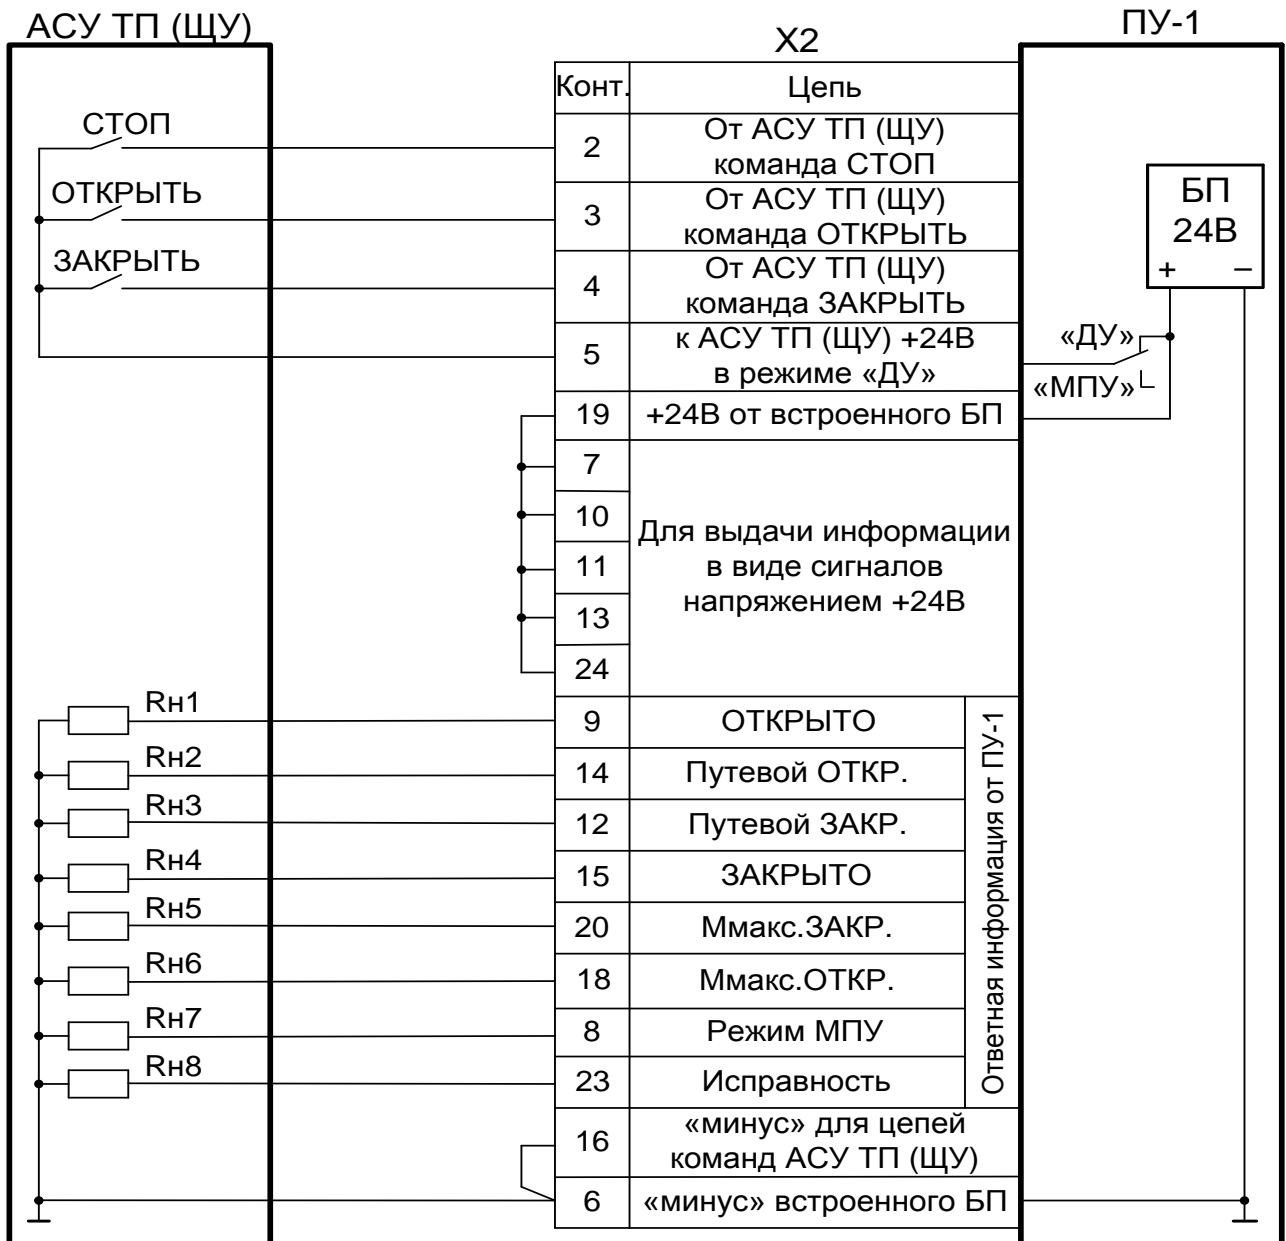 АСУ ТП (ЩУ)
X2
ПУ-1
Конт.
Цепь
СТОП
2
От АСУ ТП (ЩУ)
команда СТОП
ОТКРЫТЬ
3
От АСУ ТП (ЩУ)
команда ОТКРЫТЬ
ЗАКРЫТЬ
4
От АСУ ТП (ЩУ)
команда ЗАКРЫТЬ
5
к АСУ ТП (ЩУ) +24В
в режиме «ДУ»
БП
24В
+ –
«ДУ»
«МПУ»
19
+24В от встроенного БП
7
10
11
13
24
Для выдачи информации
в виде сигналов
напряжением +24В
Rн1
9
ОТКРЫТО
Rн2
14
Путевой ОТКР.
Rн3
12
Путевой ЗАКР.
Rн4
15
ЗАКРЫТО
Rн5
20
Ммакс.ЗАКР.
Rн6
18
Ммакс.ОТКР.
Rн7
8
Режим МПУ
Rн8
23
Исправность
Ответная информация от ПУ-1
16
«минус» для цепей
команд АСУ ТП (ЩУ)
6
«минус» встроенного БП